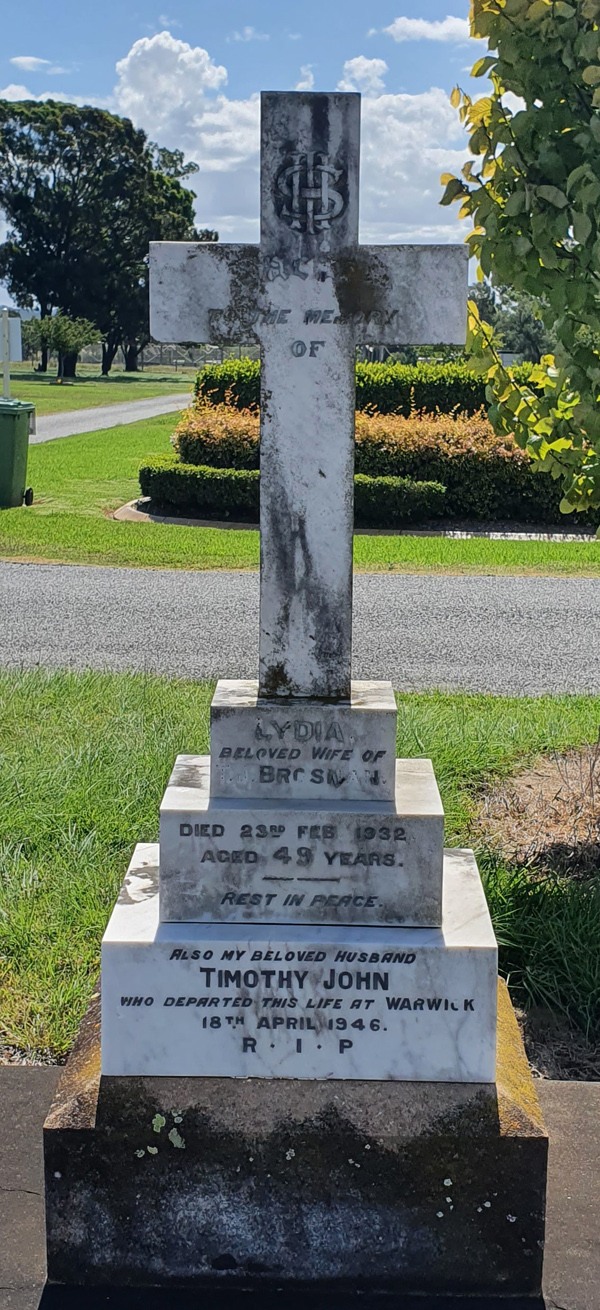 IHS
TO THE MEMORY
OF
LYDIA,
BELOVED WIFE OF
BROSNAN.
DIED 23RD FEB 1932
AGED 49 YEARS.
REST IN PEACE.
ALSO MY BELOVED HUSBAND
TIMOTHY JOHN
WHO DEPARTED THIS LIFE AT WARWICK
18TH APRIL, 1946.
R · I · P